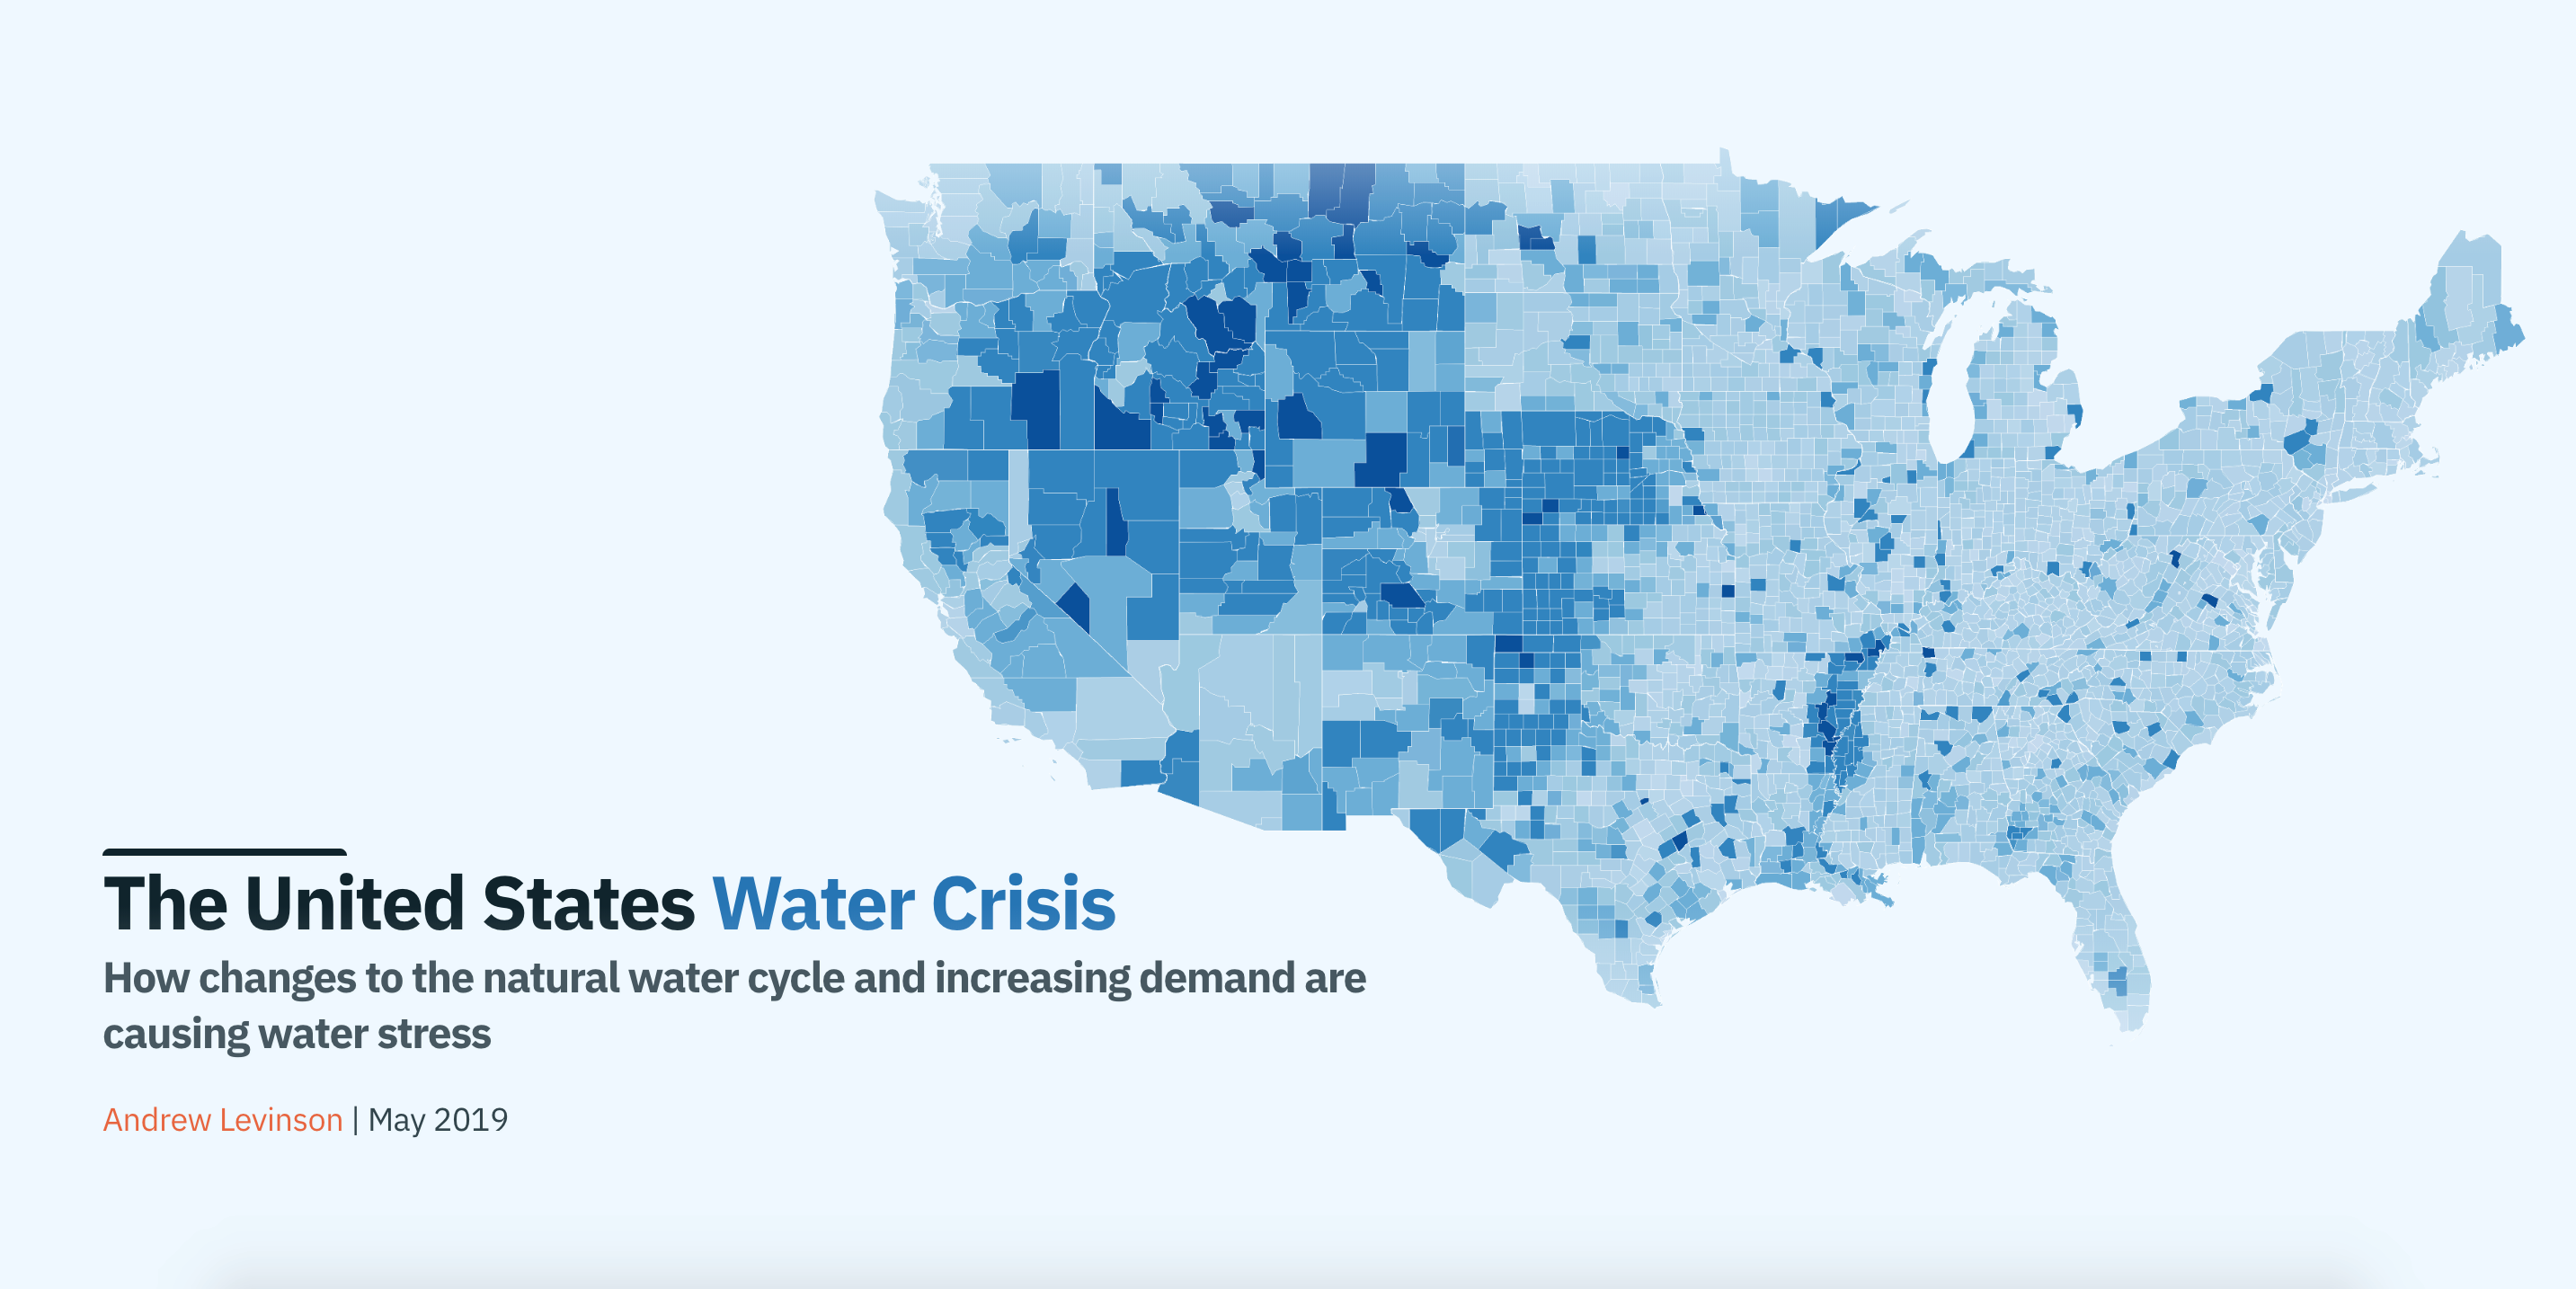 The United States Water Crisis
How changes to the natural water cycle and increasing demand are
causing water stress
Andrew Levinson | May 2019